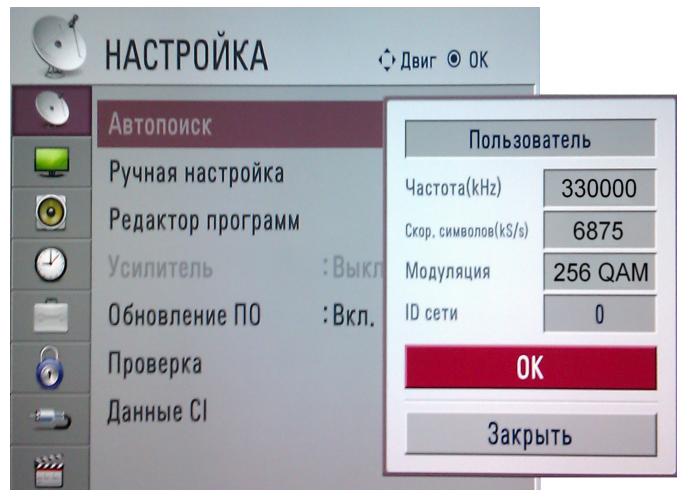 НАСТРОЙКА
Двиг ОК
Автопоиск
Ручная настройка
Редактор программ
Усилитель :Выкл
Обновление ПО :Вкл.
Проверка
Данные CI
Пользователь
Частота(kHz) 330000
Скор. символов(kS/s) 6875
Модуляция 256 QAM
ID сети 0
OK
Закрыть